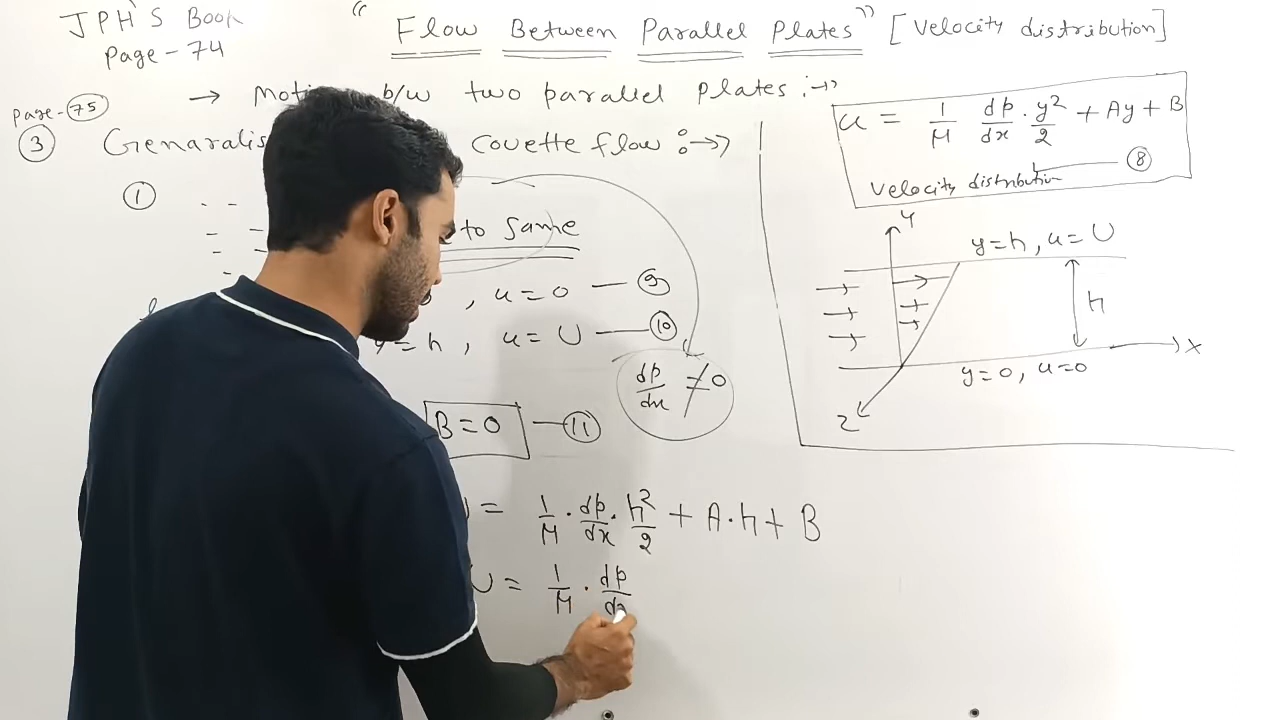 JPH'S Book
Page-74
" Flow Between Parallel Plates " [Velocity distribution]
→ Motion b/w two parallel plates :→
Page-75
③ Genaralis Couette flow :→
①
to same
, u=0 — ⑨
y=h, u=U — ⑩
dp/dx ≠ 0
B=0 — ⑪
U = 1/μ · dp/dx · h²/2 + A·h + B
U = 1/μ · dp/dx
u = 1/μ dp/dx · y²/2 + Ay + B
— ⑧
Velocity distribution
Y
y=h, u=U
h
X
y=0, u=0
Z